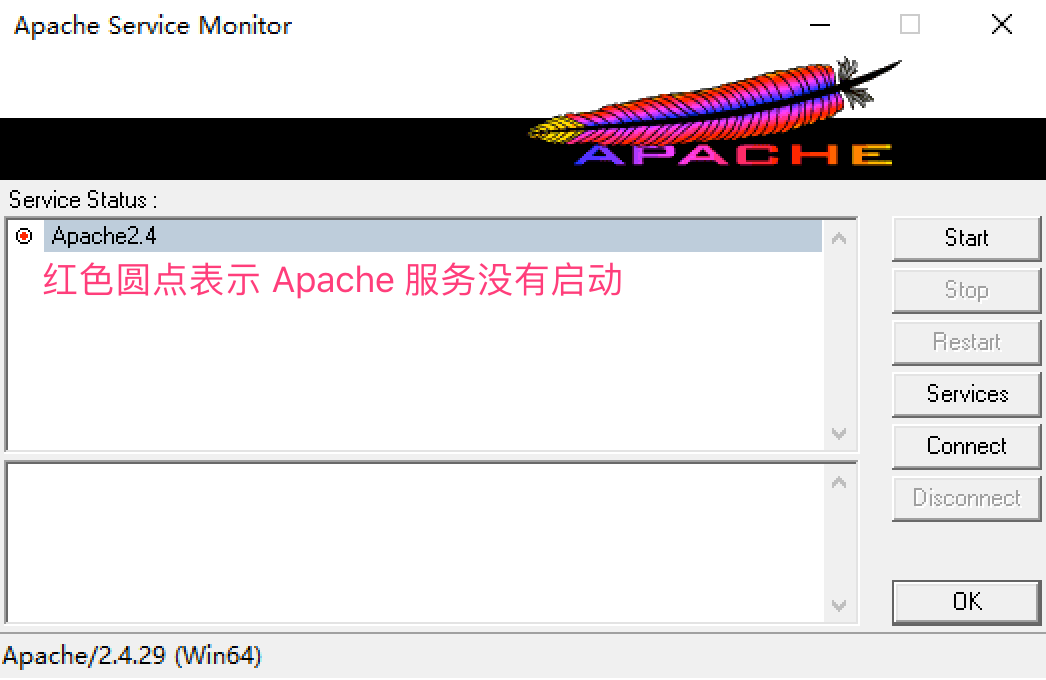 Apache Service Monitor
APACHE
Service Status :
Apache2.4
红色圆点表示 Apache 服务没有启动
Start
Stop
Restart
Services
Connect
Disconnect
OK
Apache/2.4.29 (Win64)